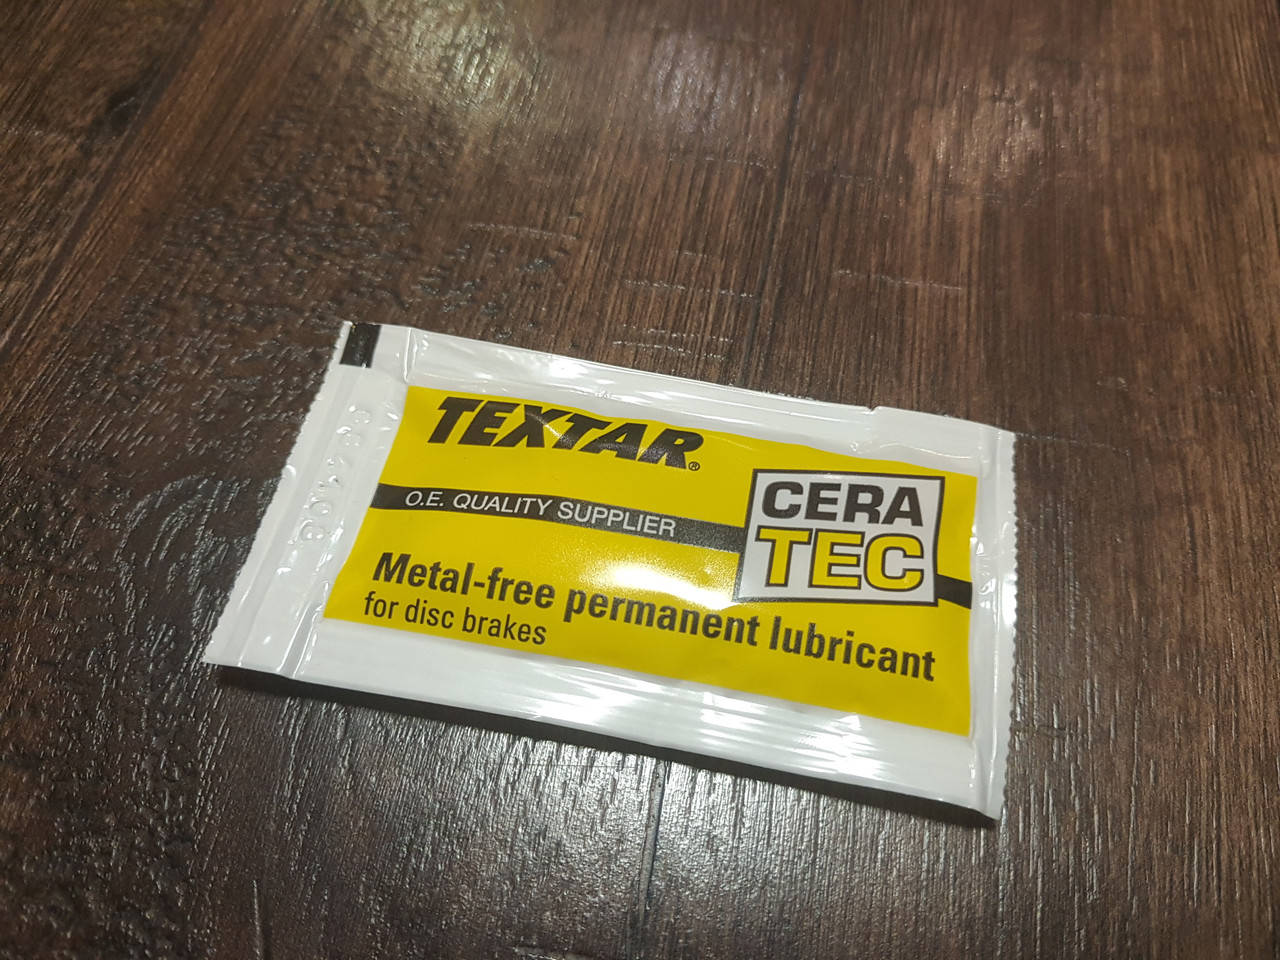 TEXTAR®
O.E. QUALITY SUPPLIER
CERA
TEC
Metal-free permanent lubricant
for disc brakes